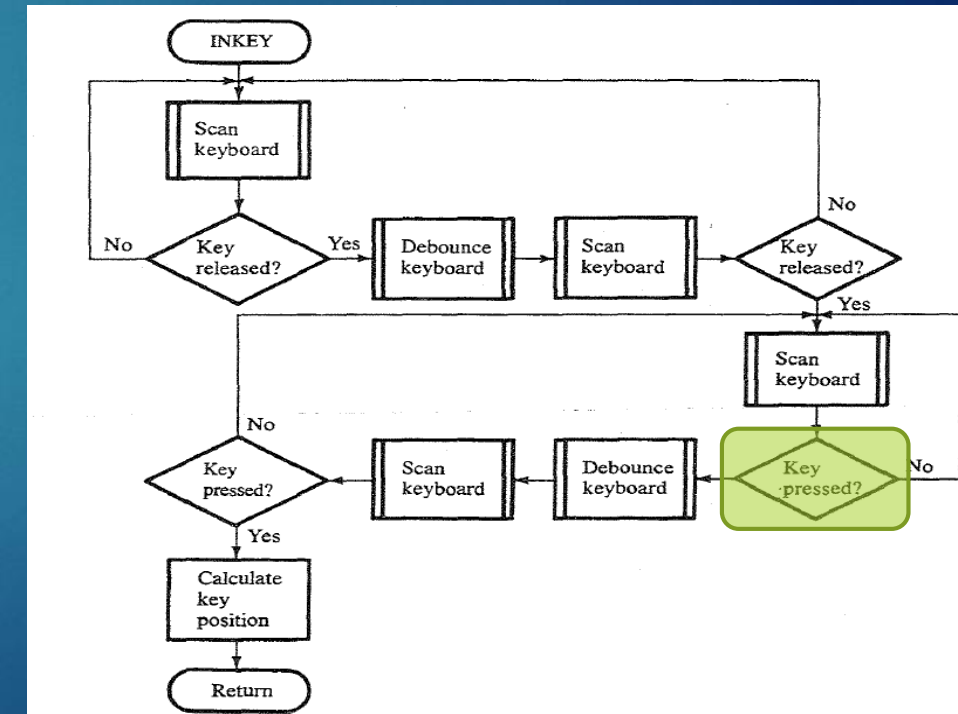 INKEY
Scan
keyboard
No
Key
released?
Yes
Debounce
keyboard
Scan
keyboard
Key
released?
No
Yes
Scan
keyboard
Key
pressed?
No
Debounce
keyboard
Scan
keyboard
Key
pressed?
No
Yes
Calculate
key
position
Return